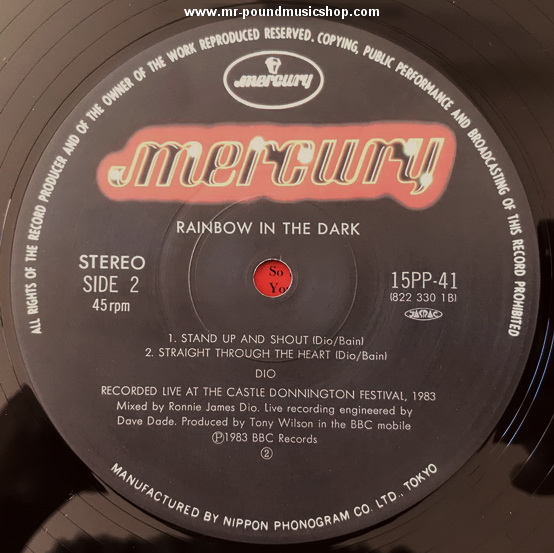 www.mr-poundmusicshop.com
ALL RIGHTS OF THE RECORD PRODUCER AND OF THE OWNER OF THE WORK REPRODUCED RESERVED. COPYING, PUBLIC PERFORMANCE AND BROADCASTING OF THIS RECORD PROHIBITED
mercury
mercury
RAINBOW IN THE DARK
STEREO
SIDE 2
45 rpm
So
Yo
15PP-41
(822 330 1B)
JASRAC
1. STAND UP AND SHOUT (Dio/Bain)
2. STRAIGHT THROUGH THE HEART (Dio/Bain)
DIO
RECORDED LIVE AT THE CASTLE DONNINGTON FESTIVAL, 1983
Mixed by Ronnie James Dio. Live recording engineered by
Dave Dade. Produced by Tony Wilson in the BBC mobile
Ⓟ1983 BBC Records
②
MANUFACTURED BY NIPPON PHONOGRAM CO. LTD., TOKYO